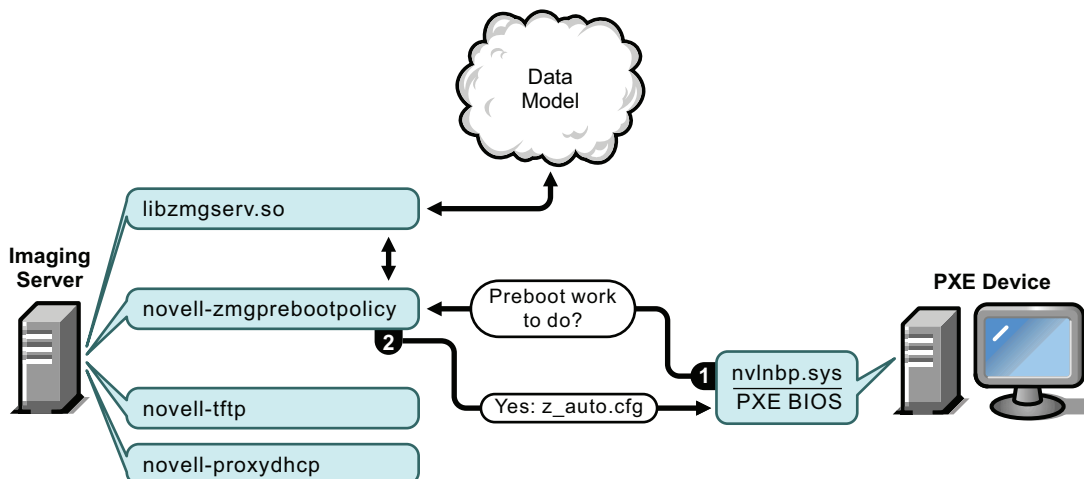 Data
Model
libzmgserv.so
Imaging
Server
PXE Device
novell-zmgprebootpolicy
Preboot work
to do?
2
1
nvlnbp.sys
PXE BIOS
novell-tftp
Yes: z_auto.cfg
novell-proxydhcp